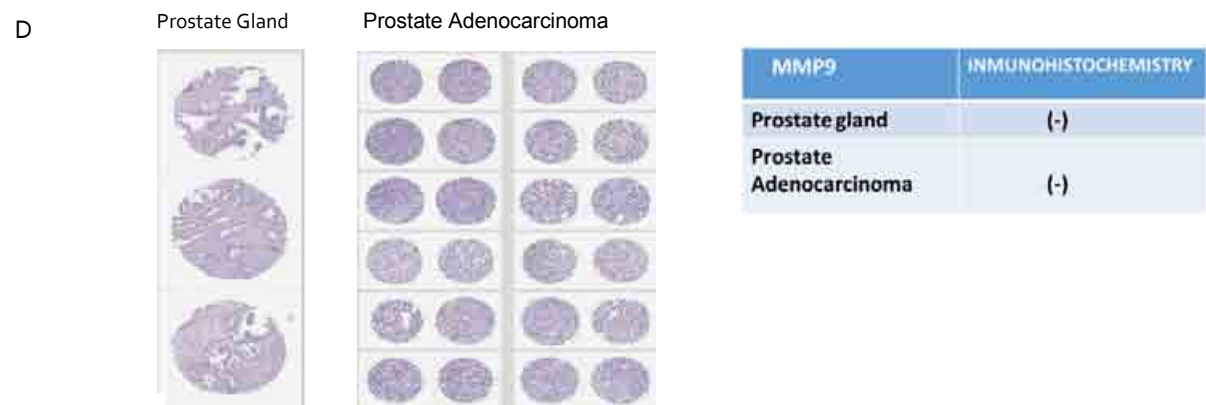 D
Prostate Gland
Prostate Adenocarcinoma
MMP9 INMUNOHISTOCHEMISTRY
Prostate gland (-)
Prostate
Adenocarcinoma (-)